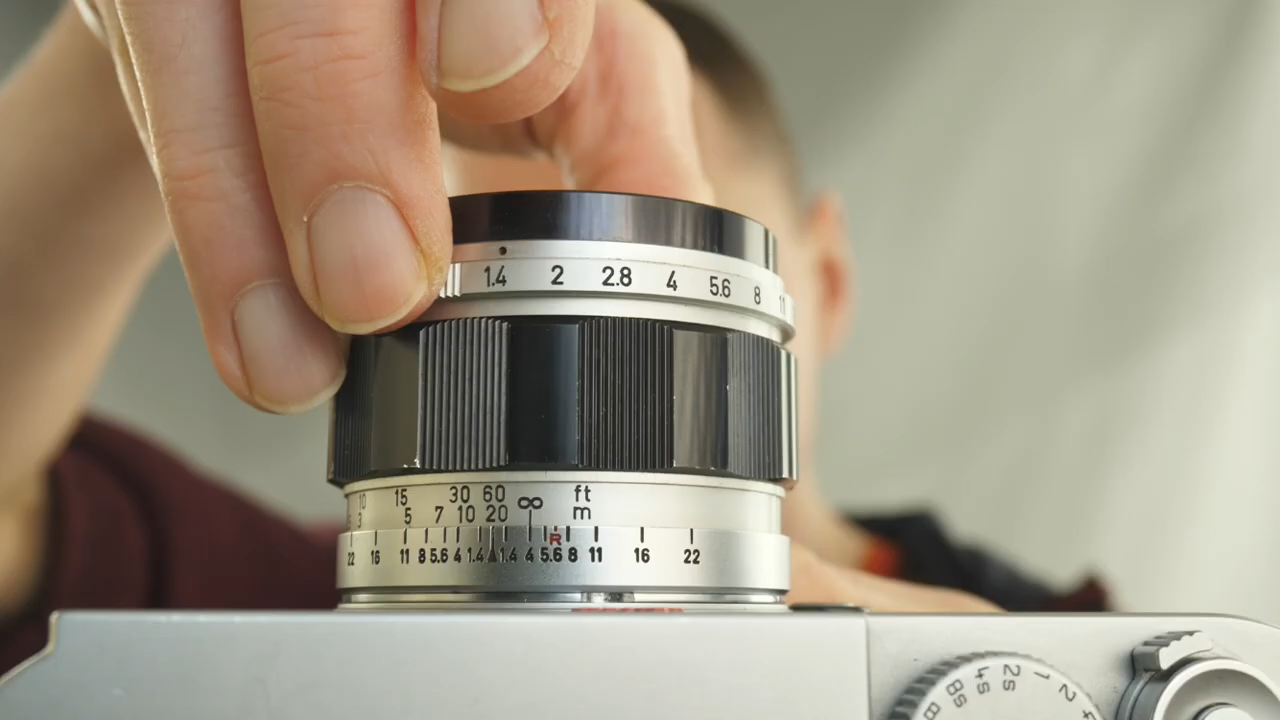 1.4 2 2.8 4 5.6 8 11
10 15 30 60 ∞ ft
3 5 7 10 20 m
R
22 16 11 8 5.6 4 1.4 1.4 4 5.6 8 11 16 22
8s 4s 2s 1 2 4